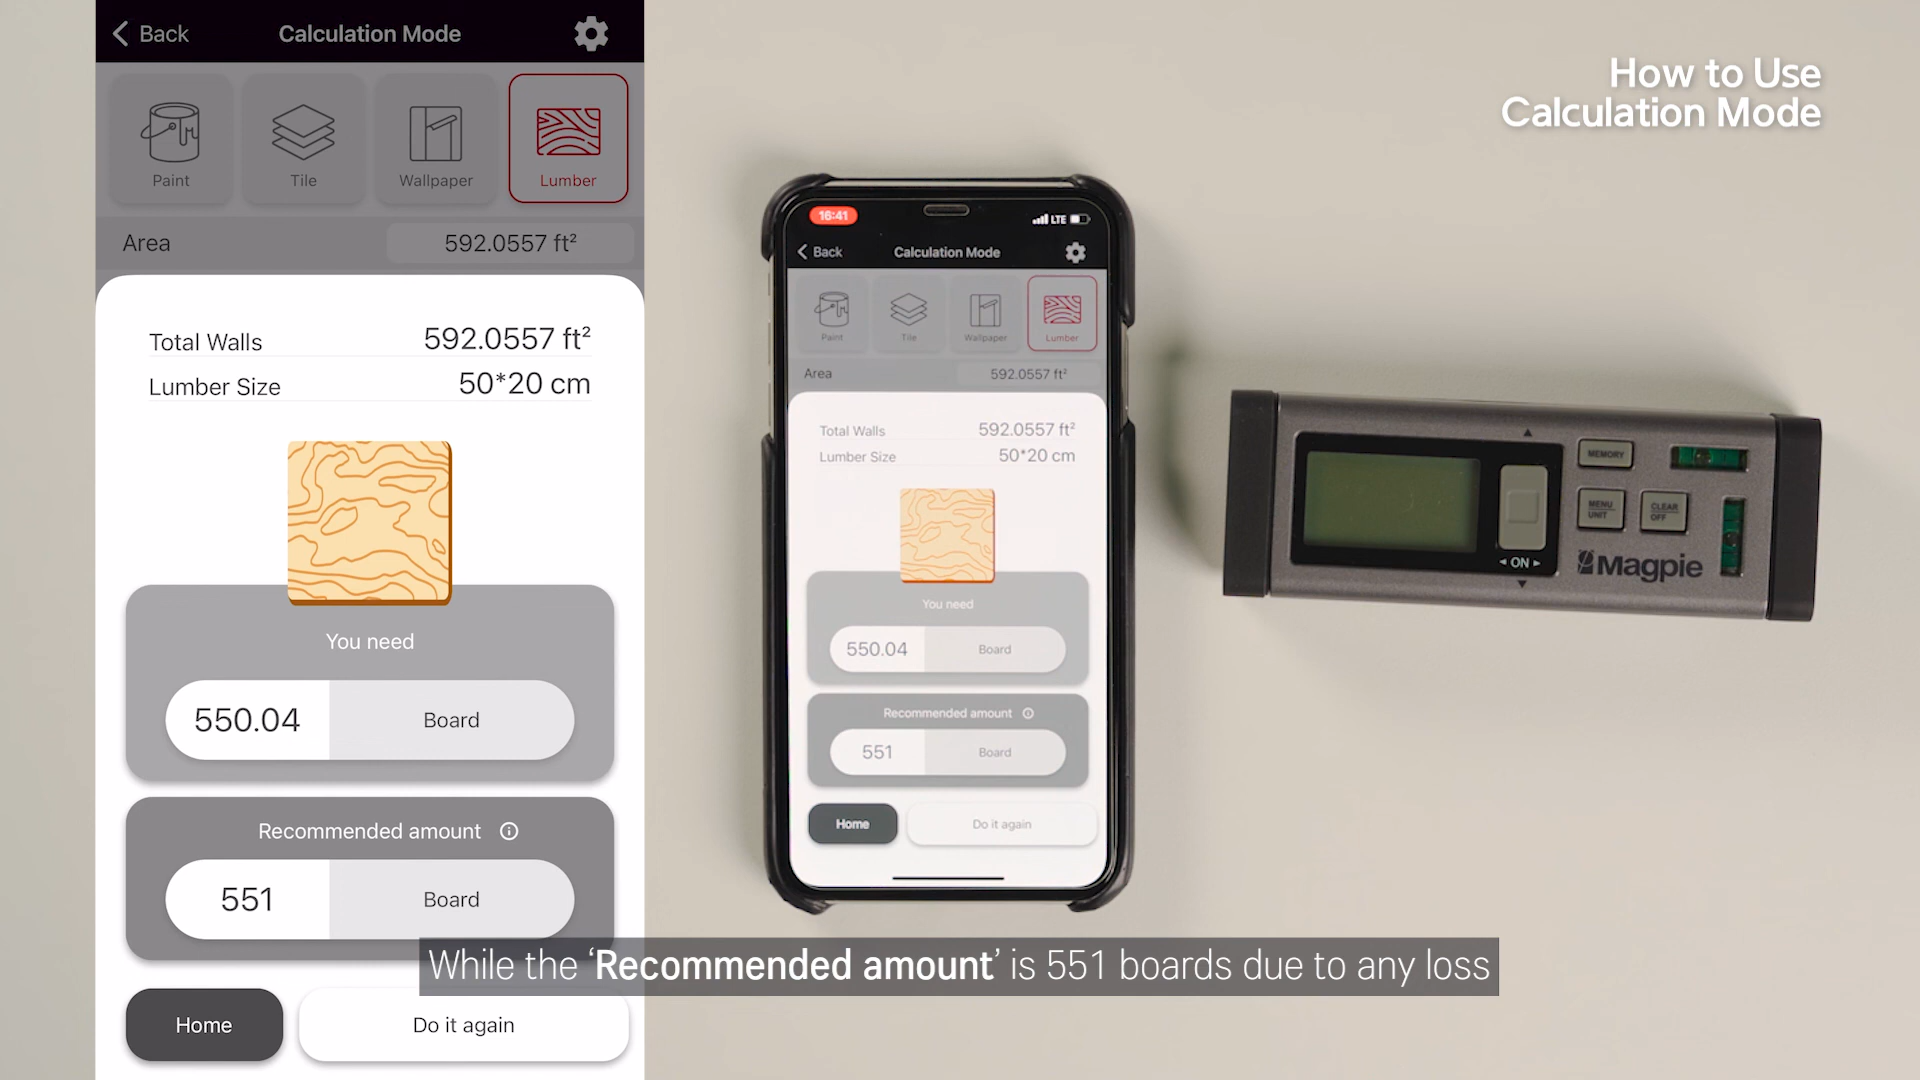 Back
Calculation Mode
Paint
Tile
Wallpaper
Lumber
Area
592.0557 ft²
Total Walls
592.0557 ft²
Lumber Size
50*20 cm
You need
550.04
Board
Recommended amount
551
Board
Home
Do it again
How to Use
Calculation Mode
16:41
LTE
Back
Calculation Mode
Paint
Tile
Wallpaper
Lumber
Area
592.0557 ft²
Total Walls
592.0557 ft²
Lumber Size
50*20 cm
You need
550.04
Board
Recommended amount
551
Board
Home
Do it again
MEMORY
MENU
UNIT
CLEAR
OFF
ON
Magpie
While the ‘Recommended amount’ is 551 boards due to any loss